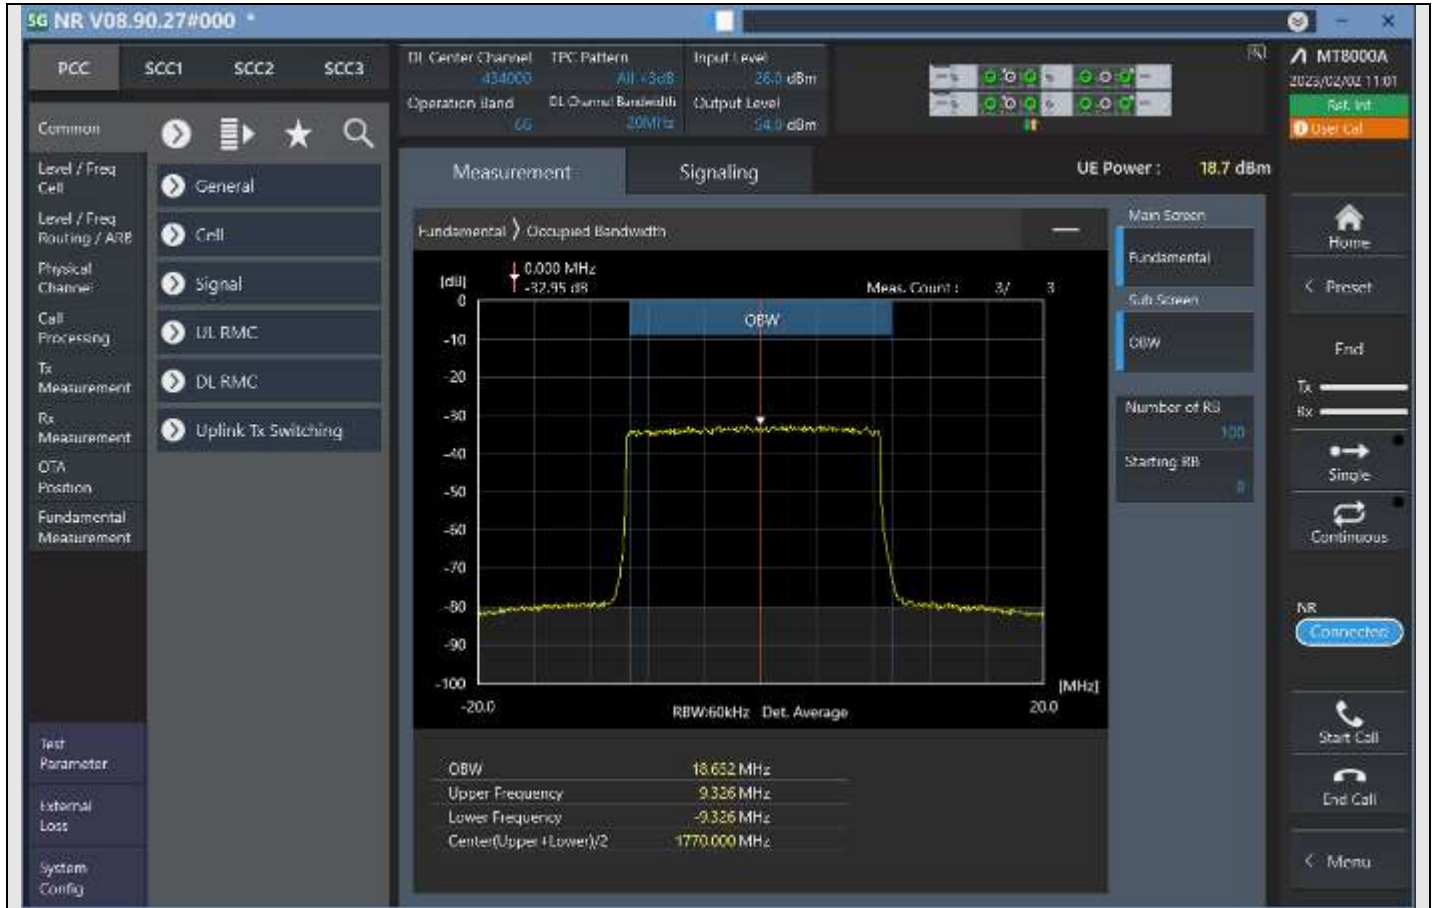 5G NR V08.90.27#000 *
PCC SCC1 SCC2 SCC3
DL Center Channel 434000
TPC Pattern All +3dB
Input Level 26.0 dBm
Operation Band 66
DL Channel Bandwidth 20MHz
Output Level -54.0 dBm
MT8000A
2023/02/02 11:01
Ref. Int
User Cal
Common
Level / Freq
Cell
Level / Freq
Routing / ARB
Physical
Channel
Call
Processing
Tx
Measurement
Rx
Measurement
OTA
Position
Fundamental
Measurement
Test
Parameter
External
Loss
System
Config
General
Cell
Signal
UL RMC
DL RMC
Uplink Tx Switching
Measurement Signaling
UE Power : 18.7 dBm
Fundamental Occupied Bandwidth
[dB]
0.000 MHz
-32.95 dB
Meas. Count : 3/ 3
OBW
0
-10
-20
-30
-40
-50
-60
-70
-80
-90
-100
[MHz]
-20.0 RBW:60kHz Det. Average 20.0
OBW 18.652 MHz
Upper Frequency 9.326 MHz
Lower Frequency -9.326 MHz
Center(Upper+Lower)/2 1770.000 MHz
Main Screen
Fundamental
Sub Screen
OBW
Number of RB
100
Starting RB
0
Home
Preset
End
Tx
Rx
Single
Continuous
NR
Connected
Start Call
End Call
Menu